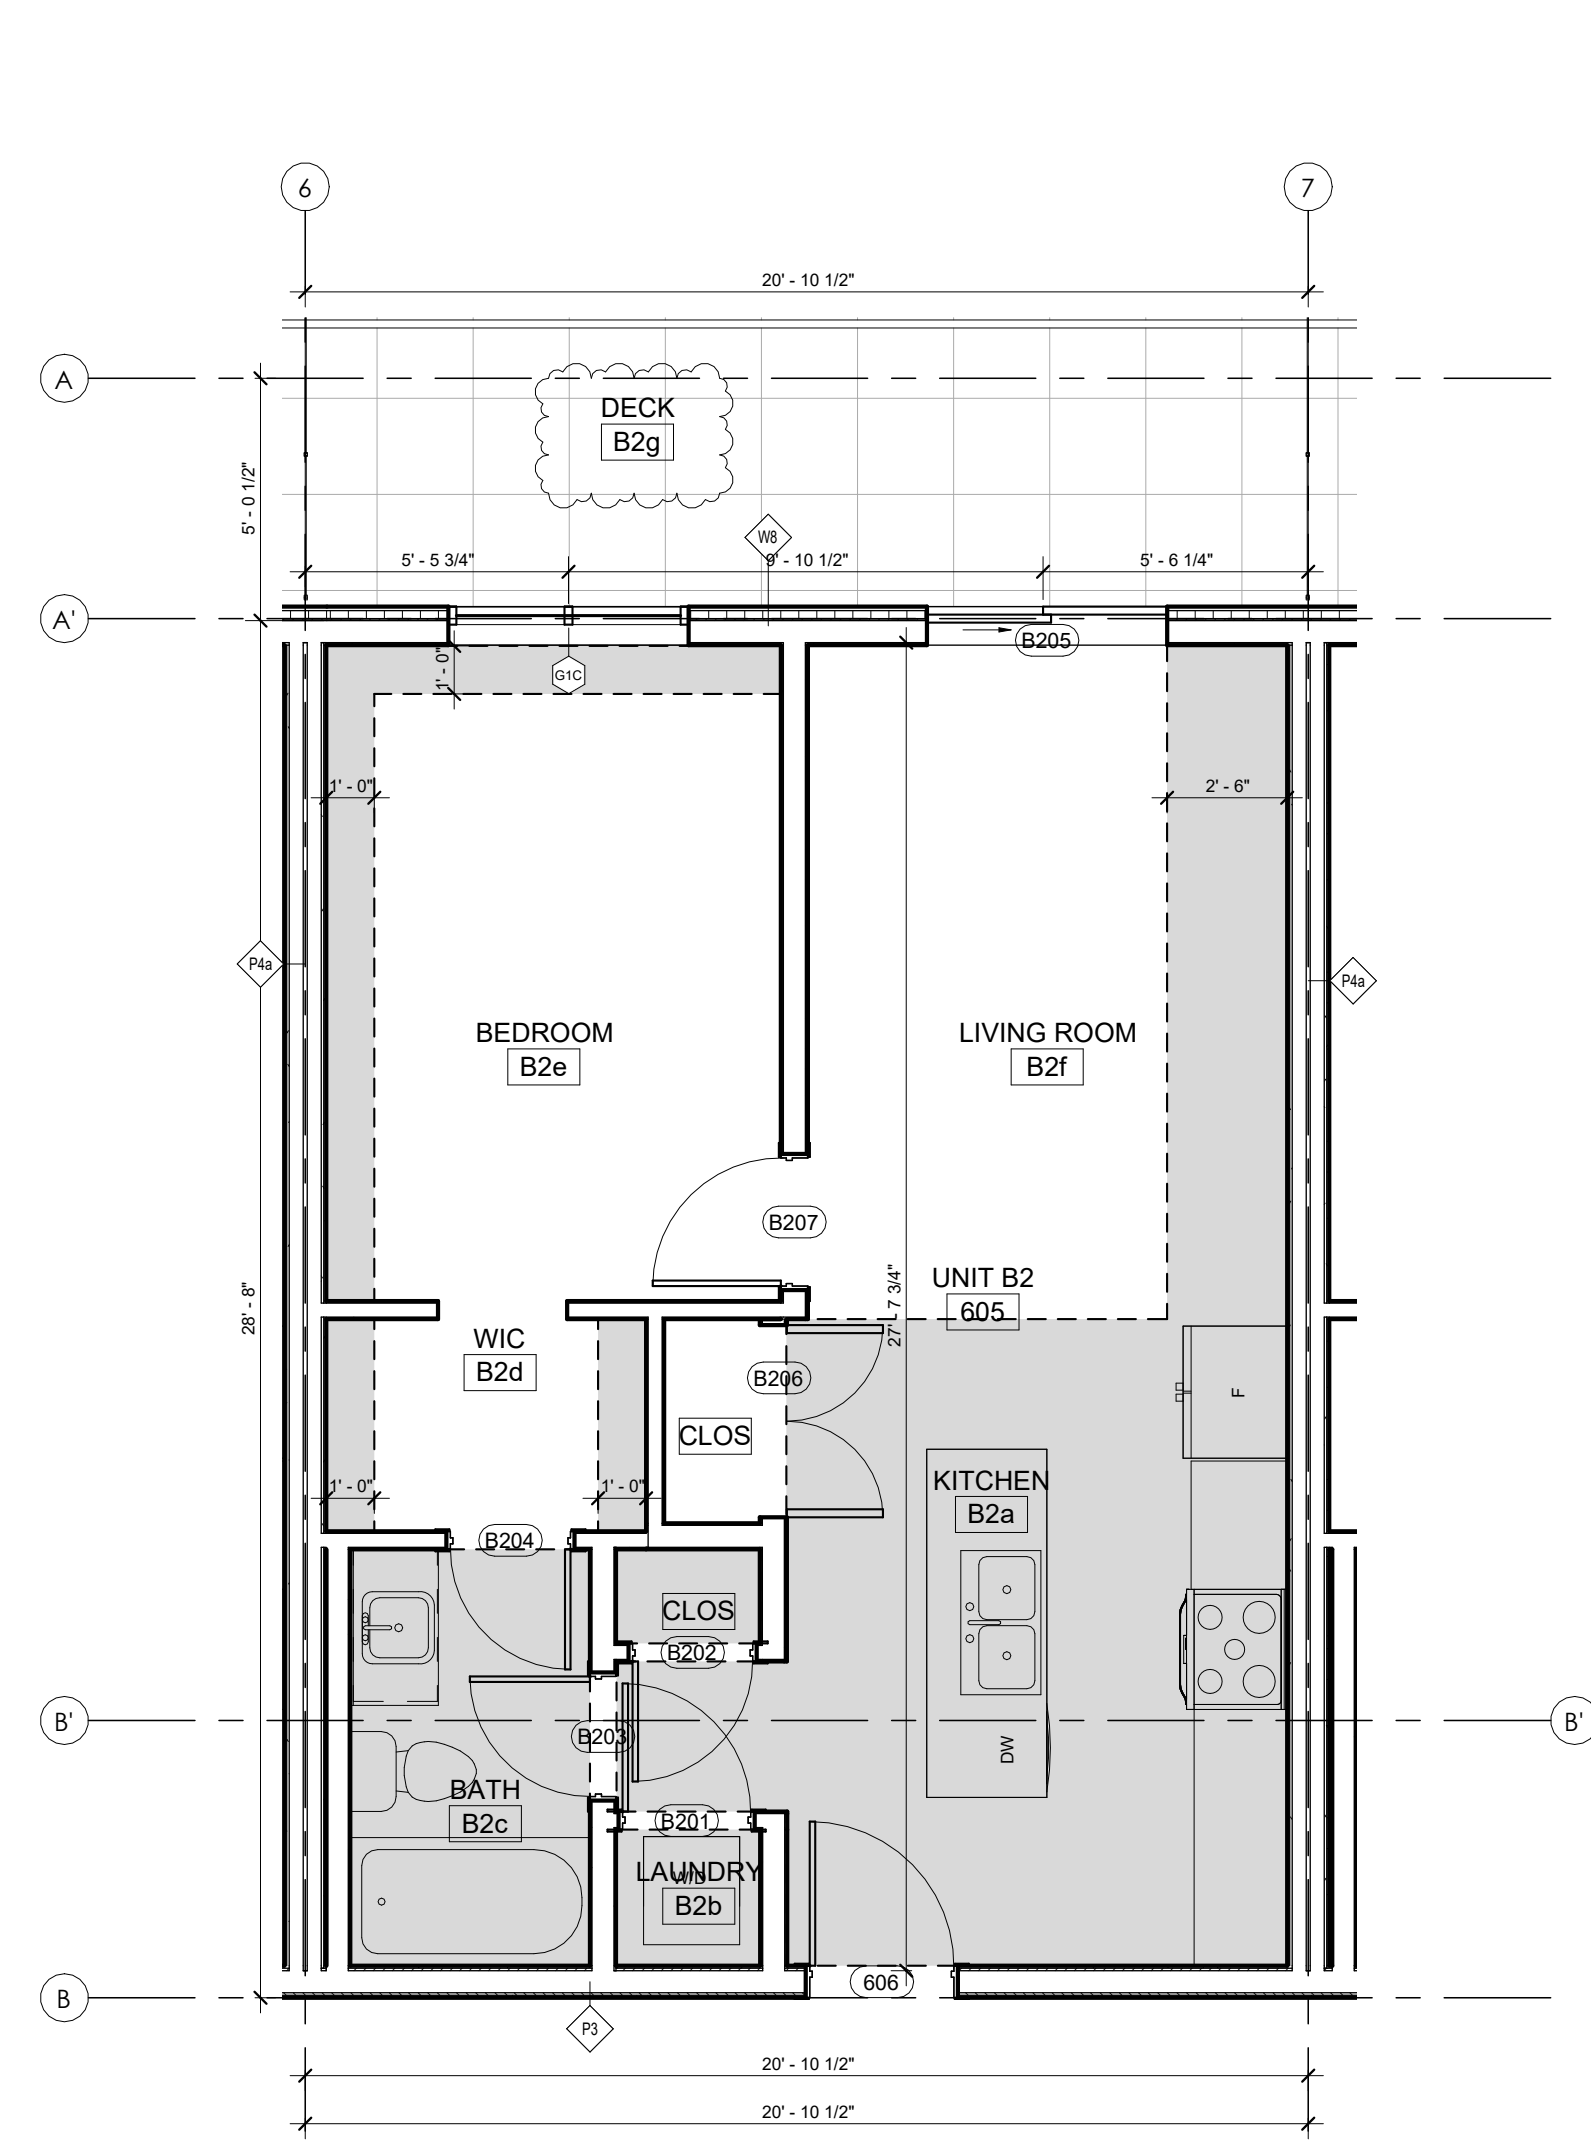 6
7
20' - 10 1/2"
A
DECK
B2g
5' - 0 1/2"
W8
5' - 5 3/4"
9' - 10 1/2"
5' - 6 1/4"
A'
B205
1' - 0"
G1C
1' - 0"
2' - 6"
P4a
P4a
BEDROOM
B2e
LIVING ROOM
B2f
B207
28' - 8"
27' - 7 3/4"
UNIT B2
605
WIC
B2d
B206
F
CLOS
KITCHEN
B2a
1' - 0"
1' - 0"
B204
CLOS
B202
B'
B203
DW
B'
BATH
B2c
B201
LAUNDRY
W/D
B2b
606
B
P3
20' - 10 1/2"
20' - 10 1/2"